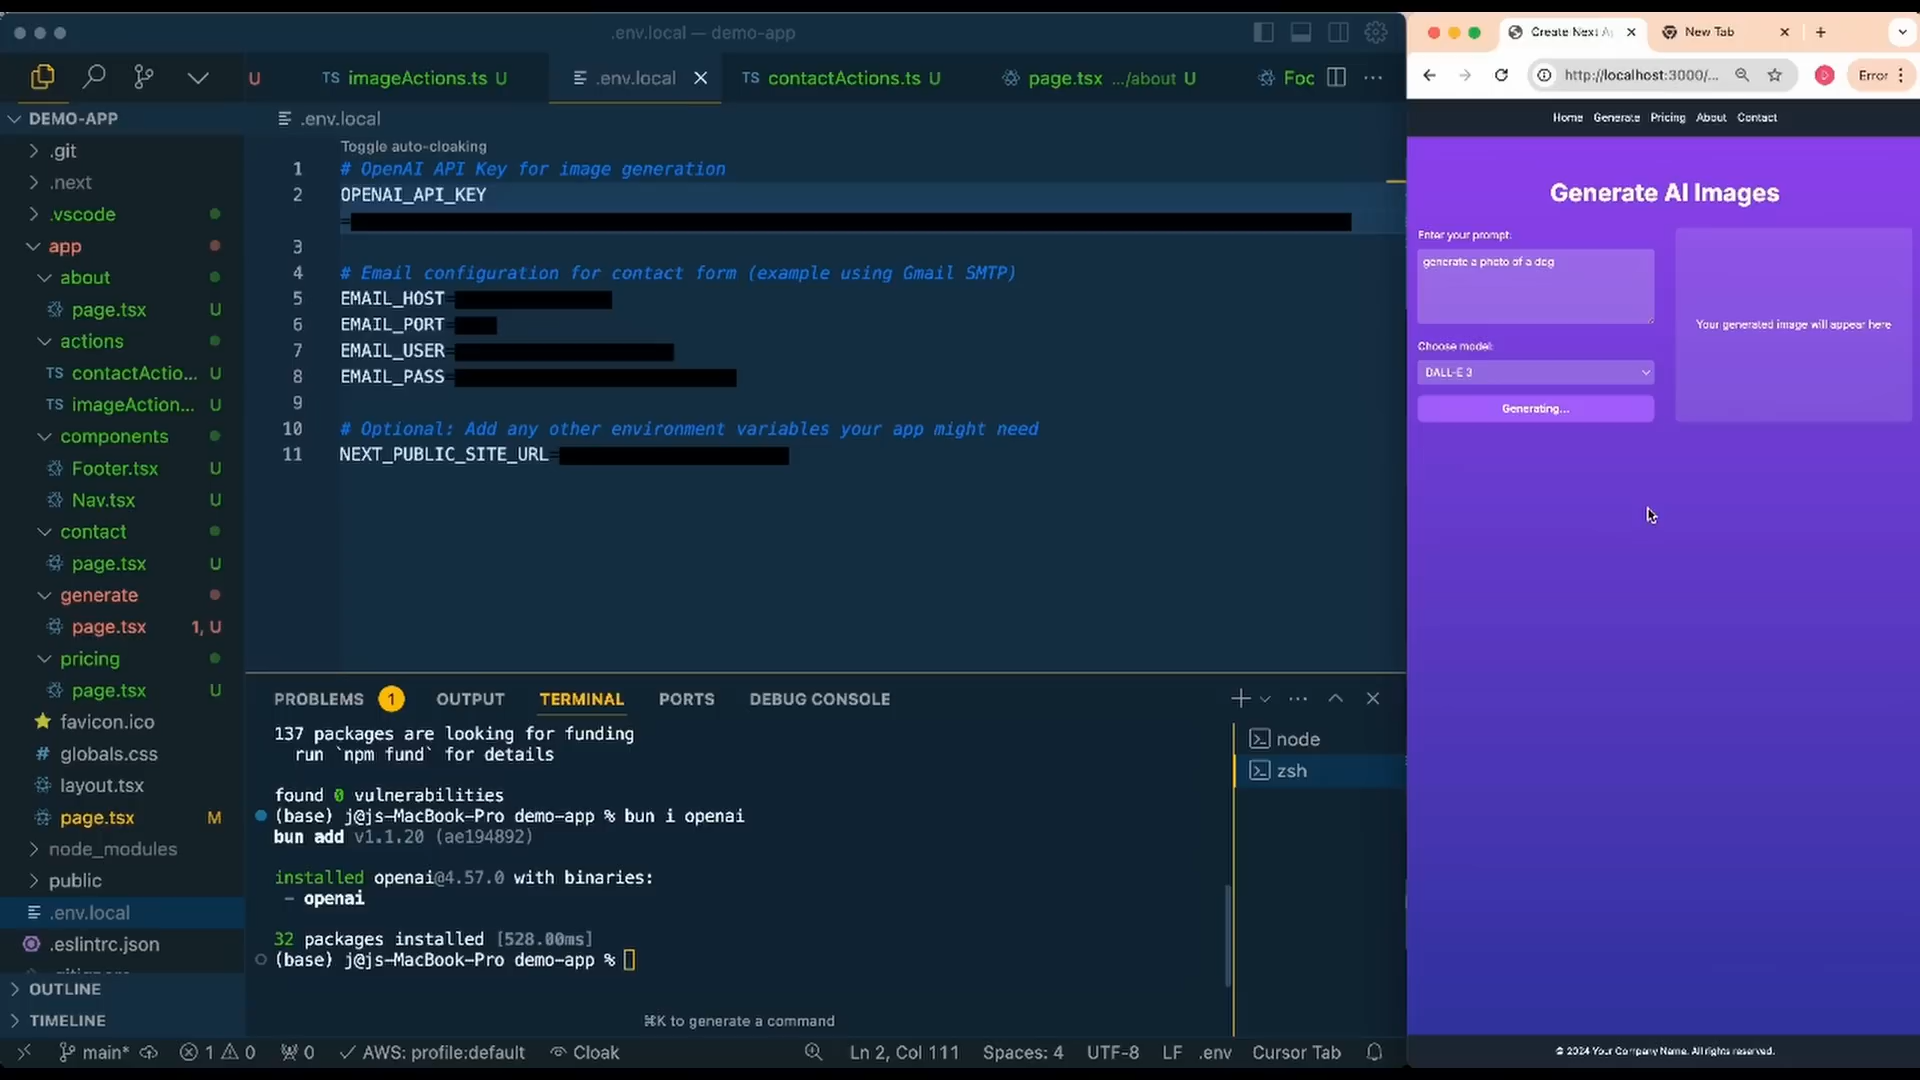 .env.local — demo-app
U
TS imageActions.ts U
.env.local
TS contactActions.ts U
page.tsx .../about U
Foc
DEMO-APP
.git
.next
.vscode
app
about
page.tsx U
actions
TS contactActio... U
TS imageAction... U
components
Footer.tsx U
Nav.tsx U
contact
page.tsx U
generate
page.tsx 1, U
pricing
page.tsx U
favicon.ico
# globals.css
layout.tsx
page.tsx M
node_modules
public
.env.local
.eslintrc.json
.gitignore
OUTLINE
TIMELINE
.env.local
Toggle auto-cloaking
1 # OpenAI API Key for image generation
2 OPENAI_API_KEY
=
3
4 # Email configuration for contact form (example using Gmail SMTP)
5 EMAIL_HOST=
6 EMAIL_PORT=
7 EMAIL_USER=
8 EMAIL_PASS=
9
10 # Optional: Add any other environment variables your app might need
11 NEXT_PUBLIC_SITE_URL=
PROBLEMS 1 OUTPUT TERMINAL PORTS DEBUG CONSOLE
137 packages are looking for funding
run `npm fund` for details
found 0 vulnerabilities
(base) j@js-MacBook-Pro demo-app % bun i openai
bun add v1.1.20 (ae194892)
installed openai@4.57.0 with binaries:
- openai
32 packages installed [528.00ms]
(base) j@js-MacBook-Pro demo-app %
⌘K to generate a command
node
zsh
main* 1 0 0 AWS: profile:default Cloak Ln 2, Col 111 Spaces: 4 UTF-8 LF .env Cursor Tab
Create Next Ap
New Tab
http://localhost:3000/...
Error
Home Generate Pricing About Contact
Generate AI Images
Enter your prompt:
generate a photo of a dog
Your generated image will appear here
Choose model:
DALL-E 3
Generating...
© 2024 Your Company Name. All rights reserved.